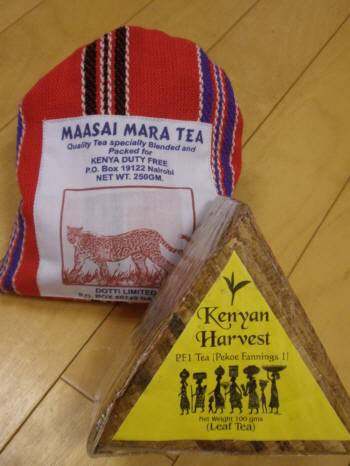 MAASAI MARA TEA
Quality Tea specially Blended and
Packed for
KENYA DUTY FREE
P.O. Box 19122 Nairobi
NET WT. 250GM.
DOTTI LIMITED
P.O. BOX
Kenyan
Harvest
PF1 Tea [Pekoe Fannings 1]
Net Weight 100 gms
(Leaf Tea)